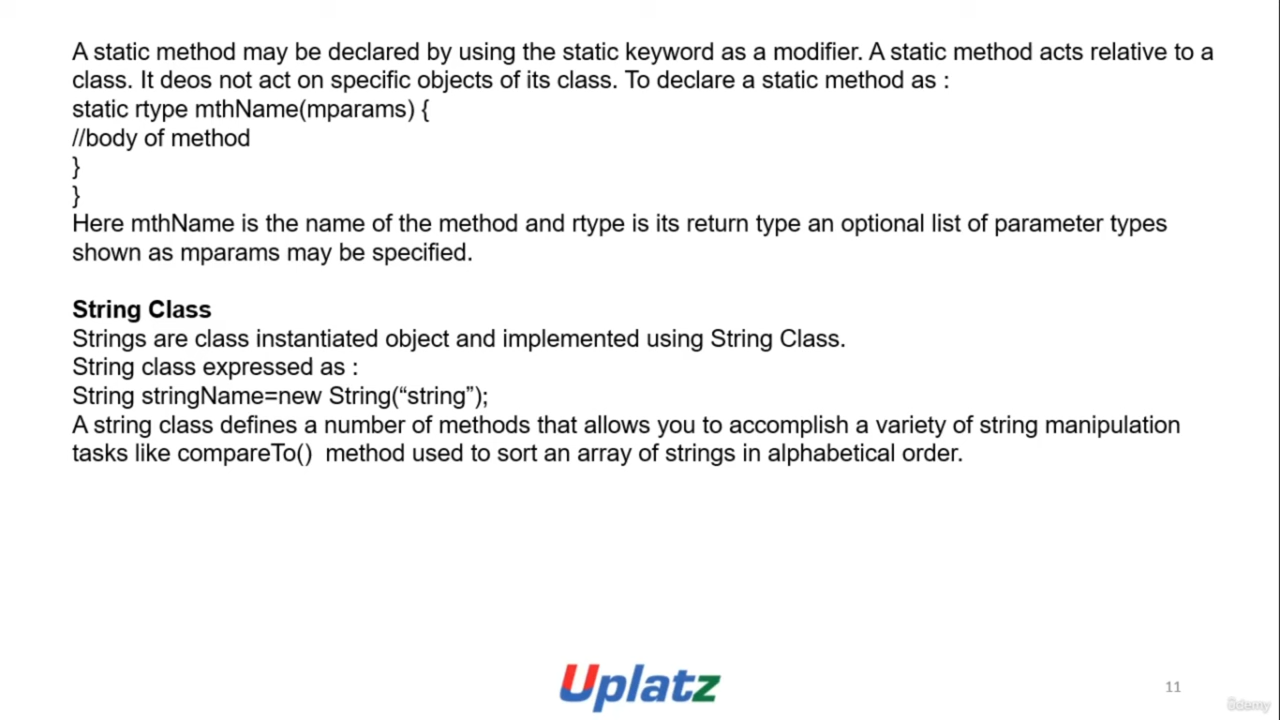 A static method may be declared by using the static keyword as a modifier. A static method acts relative to a
class. It deos not act on specific objects of its class. To declare a static method as :
static rtype mthName(mparams) {
//body of method
}
}
Here mthName is the name of the method and rtype is its return type an optional list of parameter types
shown as mparams may be specified.
String Class
Strings are class instantiated object and implemented using String Class.
String class expressed as :
String stringName=new String(“string”);
A string class defines a number of methods that allows you to accomplish a variety of string manipulation
tasks like compareTo()  method used to sort an array of strings in alphabetical order.
Uplatz
11
ûdemy